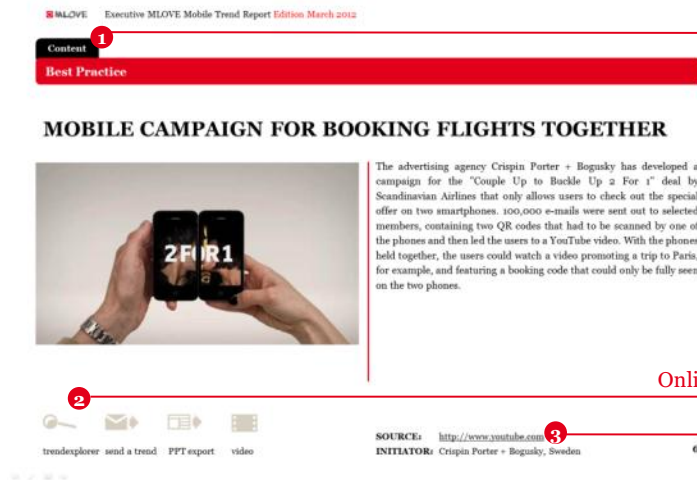 MLOVE Executive MLOVE Mobile Trend Report Edition March 2012
1
Content
Best Practice
MOBILE CAMPAIGN FOR BOOKING FLIGHTS TOGETHER
The advertising agency Crispin Porter + Bogusky has developed a
campaign for the "Couple Up to Buckle Up 2 For 1" deal by
Scandinavian Airlines that only allows users to check out the special
offer on two smartphones. 100,000 e-mails were sent out to selected
members, containing two QR codes that had to be scanned by one of
the phones and then led the users to a YouTube video. With the phones
held together, the users could watch a video promoting a trip to Paris,
for example, and featuring a booking code that could only be fully seen
on the two phones.
2 FOR 1
Onli
2
trendexplorer send a trend PPT export video
SOURCE: http://www.youtube.com 3
INITIATOR: Crispin Porter + Bogusky, Sweden
6